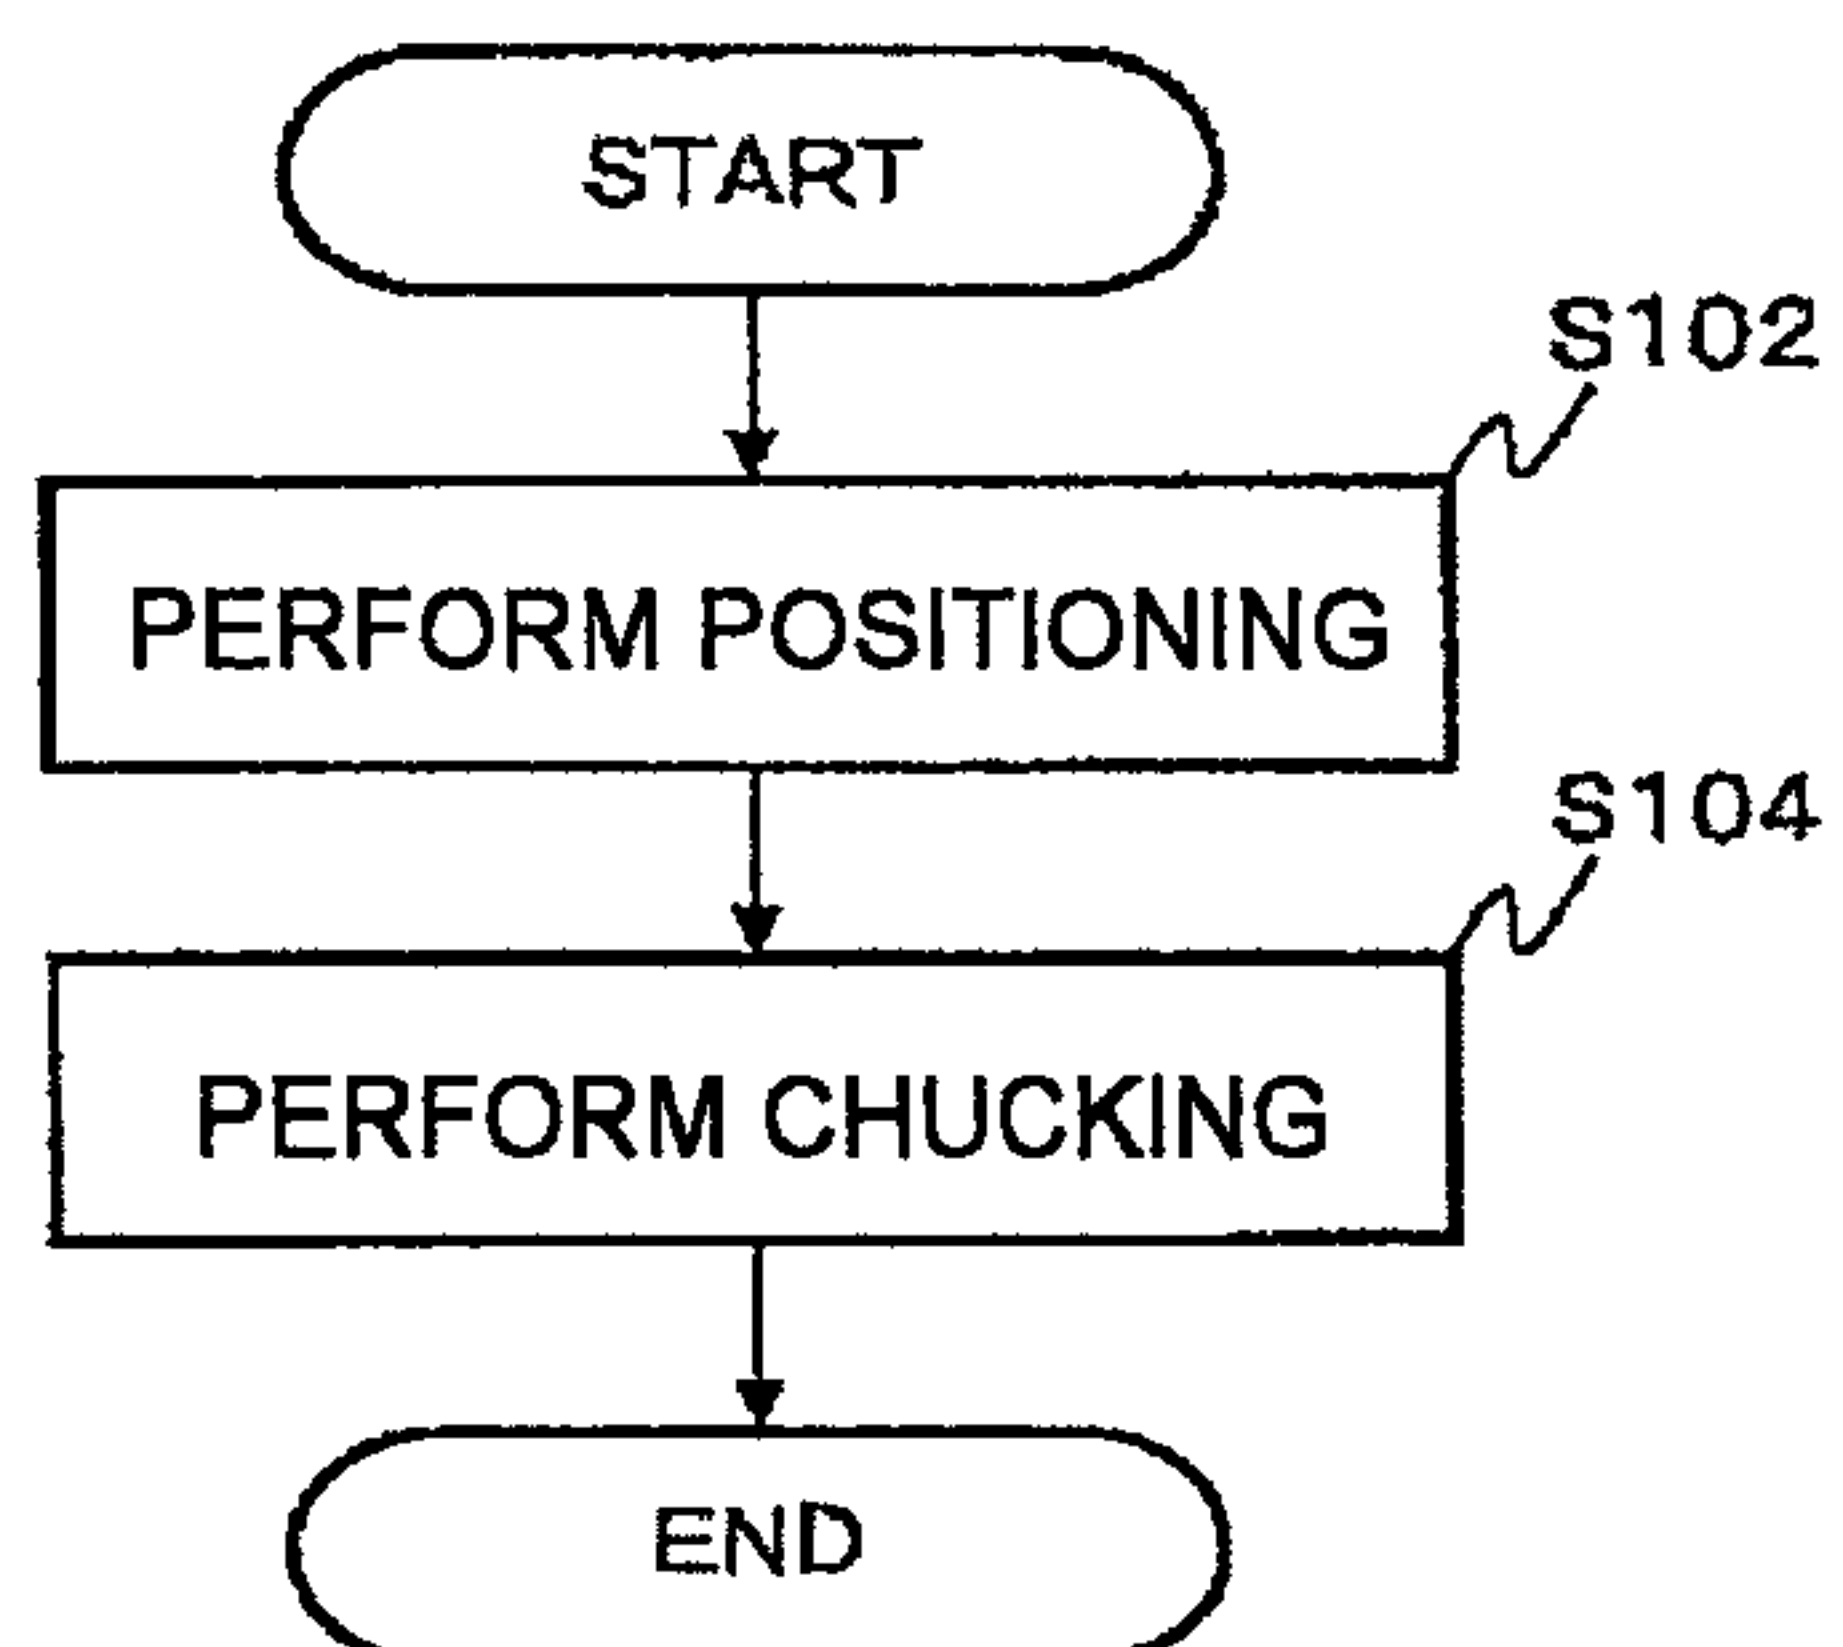 START
S102
PERFORM POSITIONING
S104
PERFORM CHUCKING
END